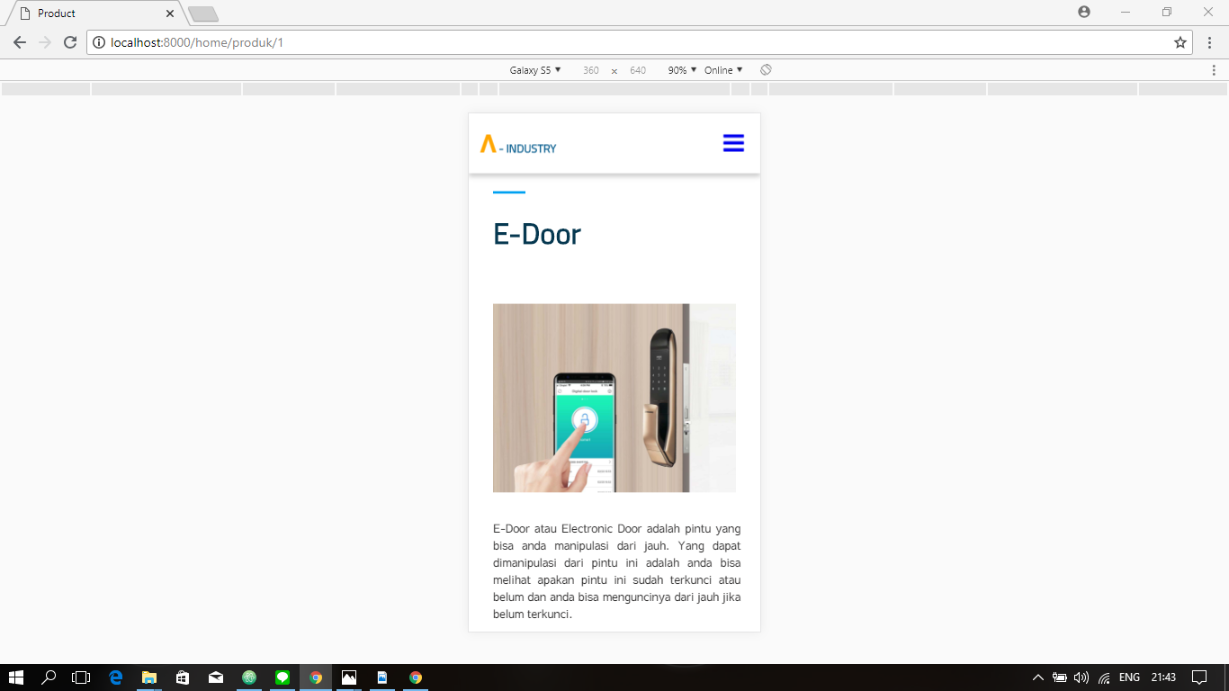 Product
localhost:8000/home/produk/1
Galaxy S5 360 x 640 90% Online
Λ - INDUSTRY
E-Door
E-Door atau Electronic Door adalah pintu yang
bisa anda manipulasi dari jauh. Yang dapat
dimanipulasi dari pintu ini adalah anda bisa
melihat apakan pintu ini sudah terkunci atau
belum dan anda bisa menguncinya dari jauh jika
belum terkunci.
ENG 21:43